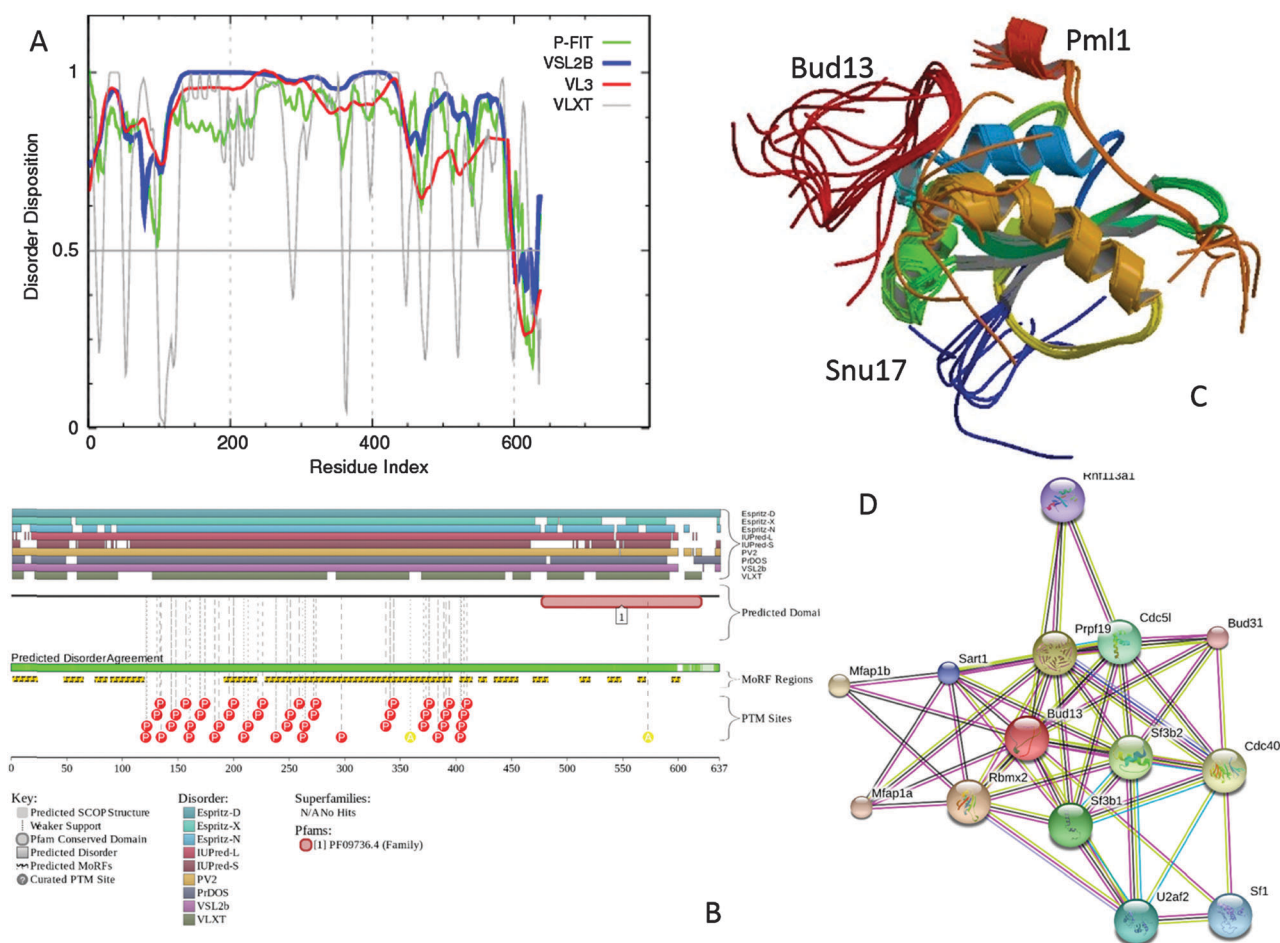 A
P-FIT
VSL2B
VL3
VLXT
Disorder Disposition
1
0.5
0
0 200 400 600
Residue Index
Bud13
Pml1
Snu17
C
Espritz-D
Espritz-X
Espritz-N
IUPred-L
IUPred-S
PV2
PrDOS
VSL2b
VLXT
1
Predicted Domai
Predicted Disorder Agreement
MoRF Regions
P P P P P P P P P
P P P P P P P P P
P P P P P P P P P
P P P P P P P P P A P P A
PTM Sites
0 50 100 150 200 250 300 350 400 450 500 550 600 637
Key:
Predicted SCOP Structure
Weaker Support
Pfam Conserved Domain
Predicted Disorder
Predicted MoRFs
? Curated PTM Site
Disorder:
Espritz-D
Espritz-X
Espritz-N
IUPred-L
IUPred-S
PV2
PrDOS
VSL2b
VLXT
Superfamilies:
N/A No Hits
Pfams:
[1] PF09736.4 (Family)
B
D
Rnf113a1
Cdc5l
Prpf19
Bud31
Sart1
Mfap1b
Bud13
Sf3b2
Cdc40
Rbmx2
Mfap1a
Sf3b1
U2af2
Sf1